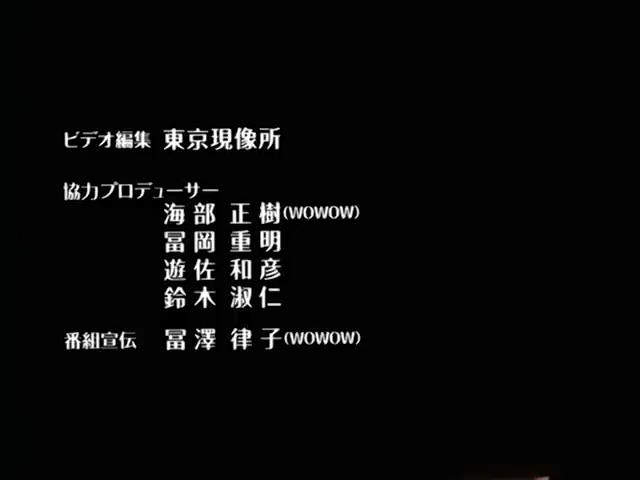 ビデオ編集 東京現像所
協力プロデューサー
海部 正樹(WOWOW)
冨岡重明
遊佐和彦
鈴木淑仁
番組宣伝 冨澤 律子(WOWOW)